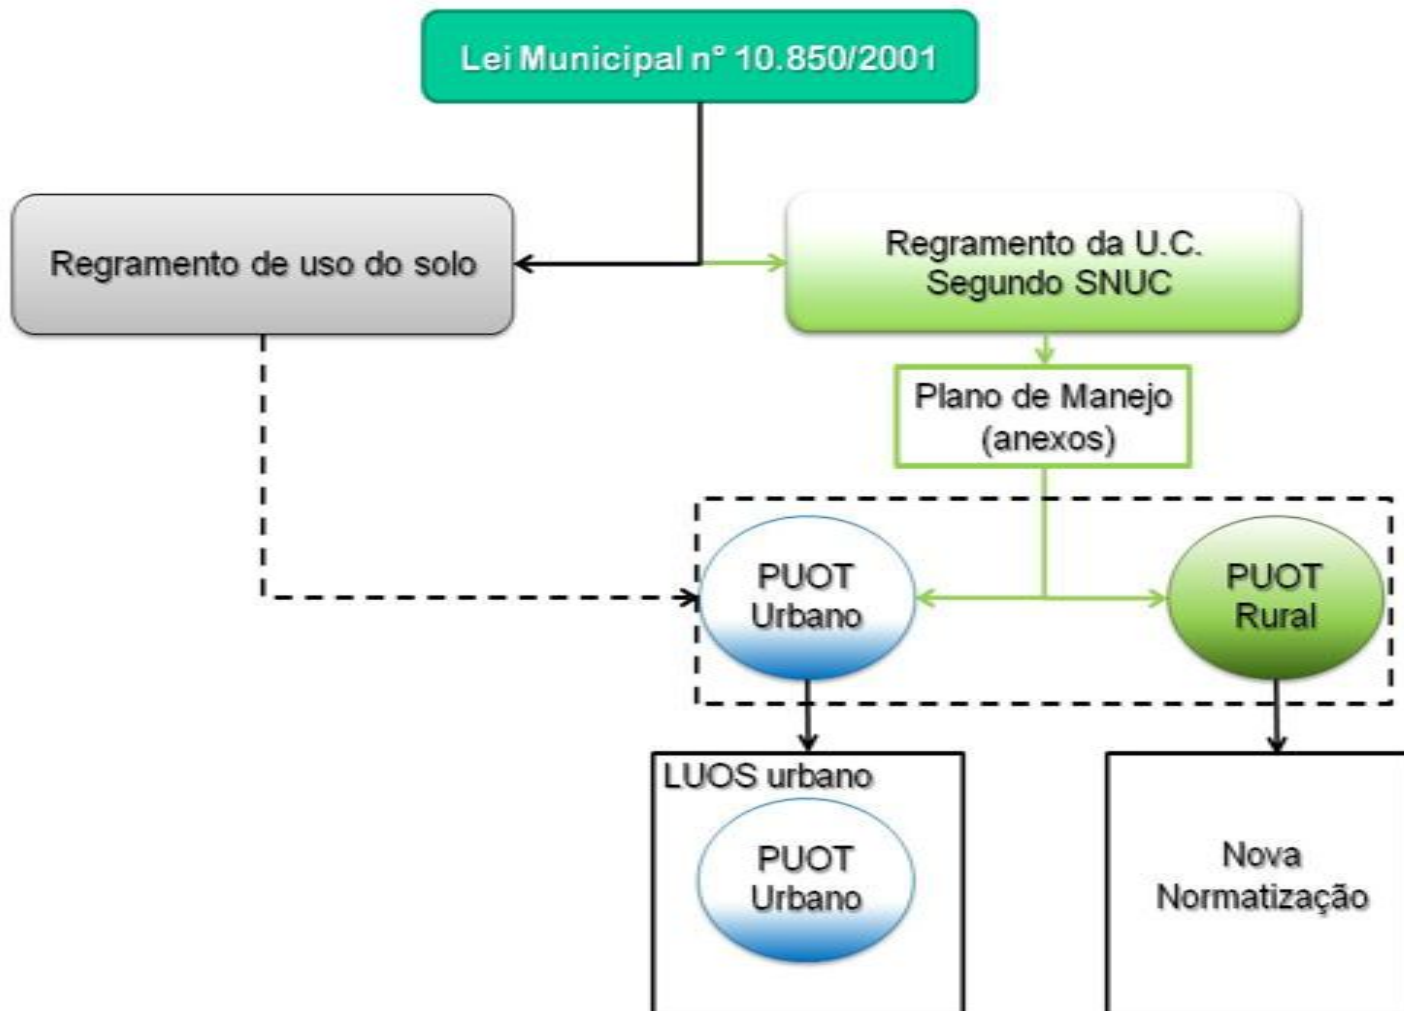 Lei Municipal n° 10.850/2001
Regramento de uso do solo
Regramento da U.C.
Segundo SNUC
Plano de Manejo
(anexos)
PUOT
Urbano
PUOT
Rural
LUOS urbano
PUOT
Urbano
Nova
Normatização